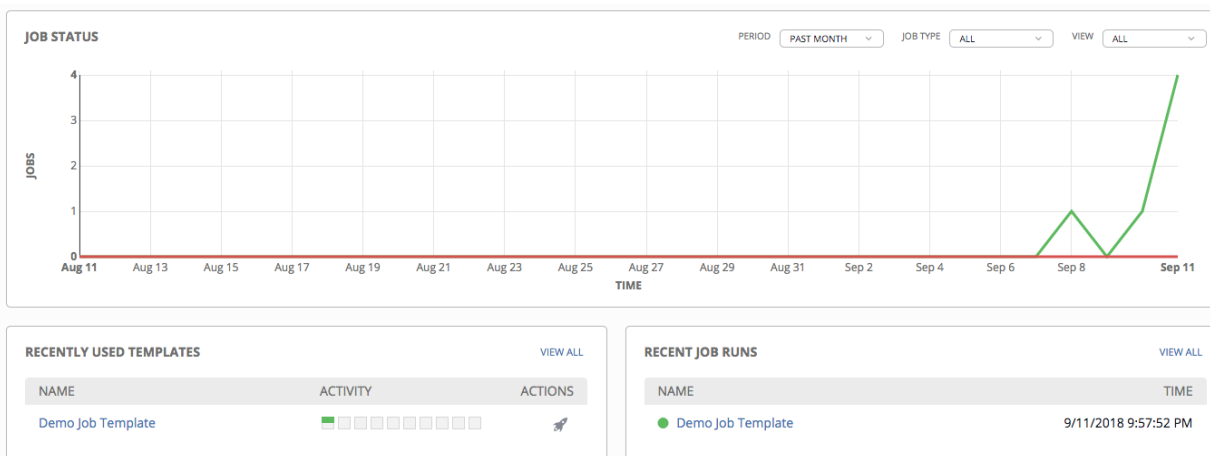 JOB STATUS
PERIOD PAST MONTH JOB TYPE ALL VIEW ALL
4
3
2
1
0
JOBS
Aug 11 Aug 13 Aug 15 Aug 17 Aug 19 Aug 21 Aug 23 Aug 25 Aug 27 Aug 29 Aug 31 Sep 2 Sep 4 Sep 6 Sep 8 Sep 11
TIME
RECENTLY USED TEMPLATES VIEW ALL
NAME ACTIVITY ACTIONS
Demo Job Template
RECENT JOB RUNS VIEW ALL
NAME TIME
Demo Job Template 9/11/2018 9:57:52 PM